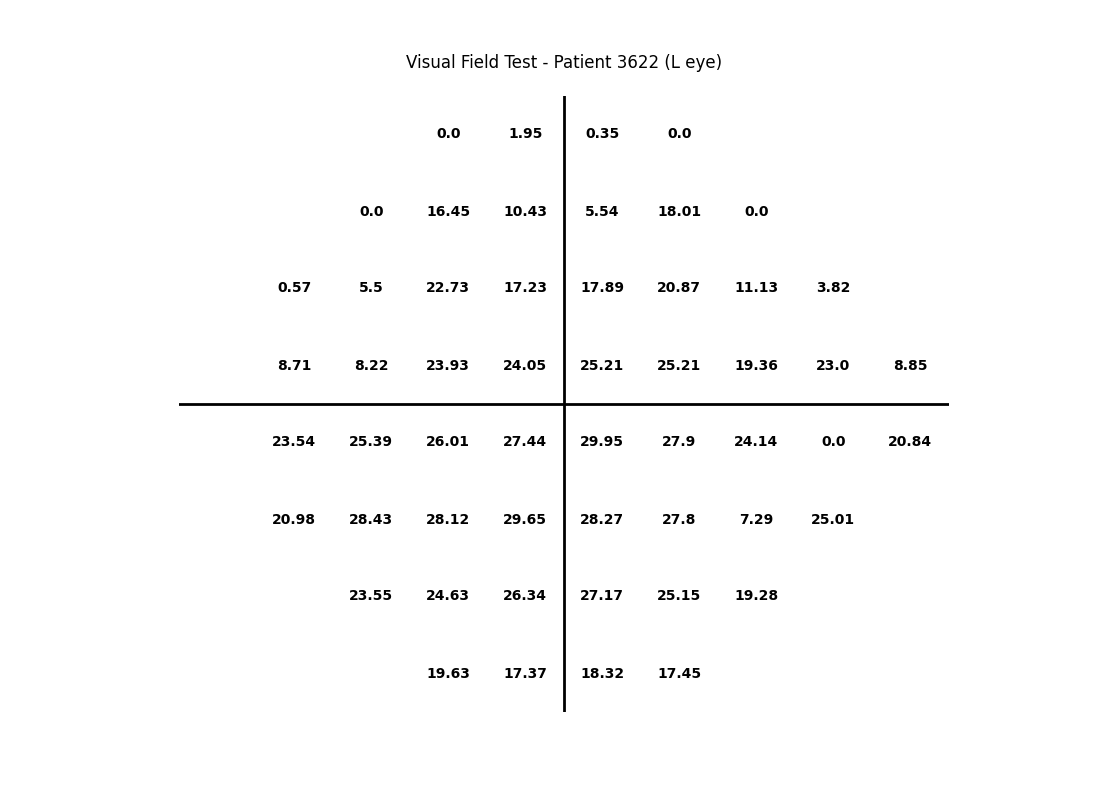 Visual Field Test - Patient 3622 (L eye)
0.0 1.95 0.35 0.0
0.0 16.45 10.43 5.54 18.01 0.0
0.57 5.5 22.73 17.23 17.89 20.87 11.13 3.82
8.71 8.22 23.93 24.05 25.21 25.21 19.36 23.0 8.85
23.54 25.39 26.01 27.44 29.95 27.9 24.14 0.0 20.84
20.98 28.43 28.12 29.65 28.27 27.8 7.29 25.01
23.55 24.63 26.34 27.17 25.15 19.28
19.63 17.37 18.32 17.45